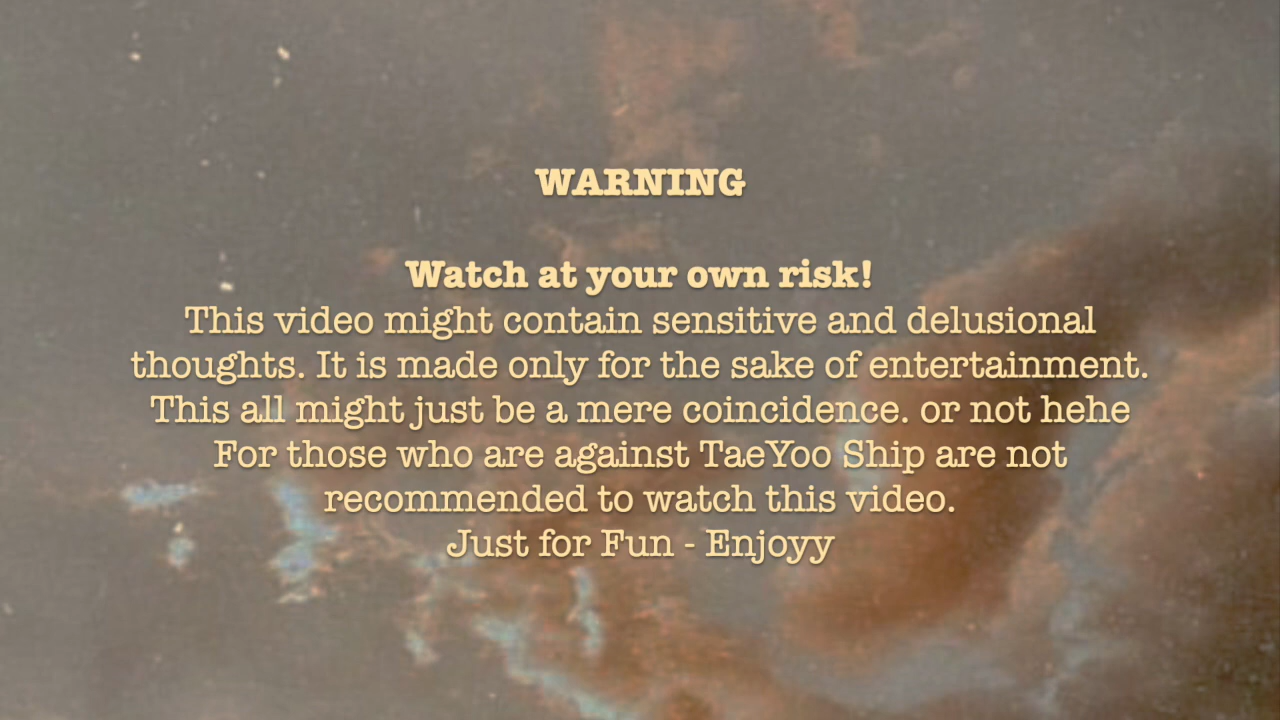 WARNING
Watch at your own risk!
This video might contain sensitive and delusional
thoughts. It is made only for the sake of entertainment.
This all might just be a mere coincidence. or not hehe
For those who are against TaeYoo Ship are not
recommended to watch this video.
Just for Fun - Enjoyy